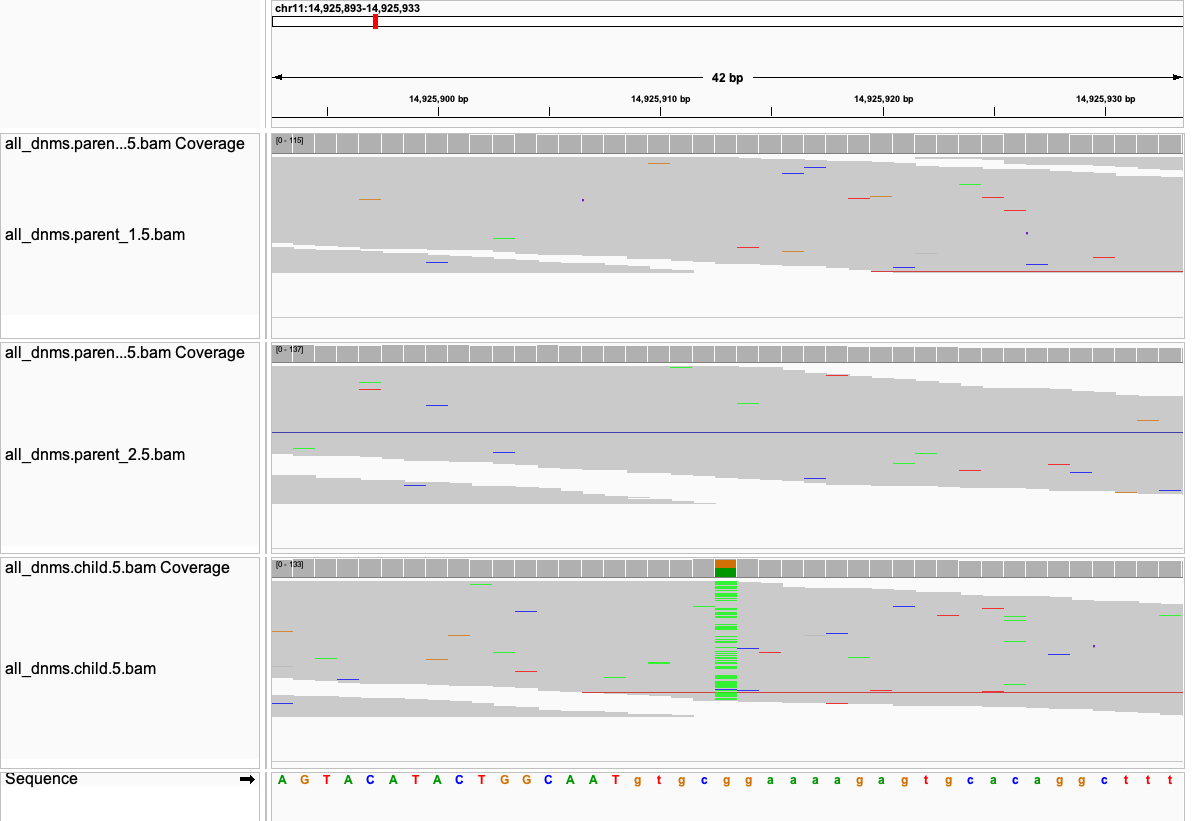 chr11:14,925,893-14,925,933
42 bp
14,925,900 bp 14,925,910 bp 14,925,920 bp 14,925,930 bp
all_dnms.paren...5.bam Coverage
[0 - 115]
all_dnms.parent_1.5.bam
all_dnms.paren...5.bam Coverage
[0 - 137]
all_dnms.parent_2.5.bam
all_dnms.child.5.bam Coverage
[0 - 133]
all_dnms.child.5.bam
Sequence A G T A C A T A C T G G C A A T g t g c g g a a a a g a g t g c a c a g g c t t t